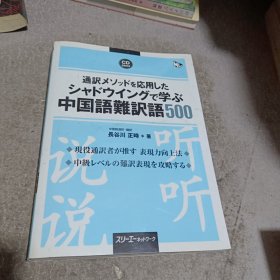 CD
通訳メソッドを応用した
シャドウイングで学ぶ
中国語難訳語500
長谷川 正時 著
現役通訳者が推す 表現力向上法
中級レベルの難訳表現を攻略する
听
听
说
说
スリーエーネットワーク